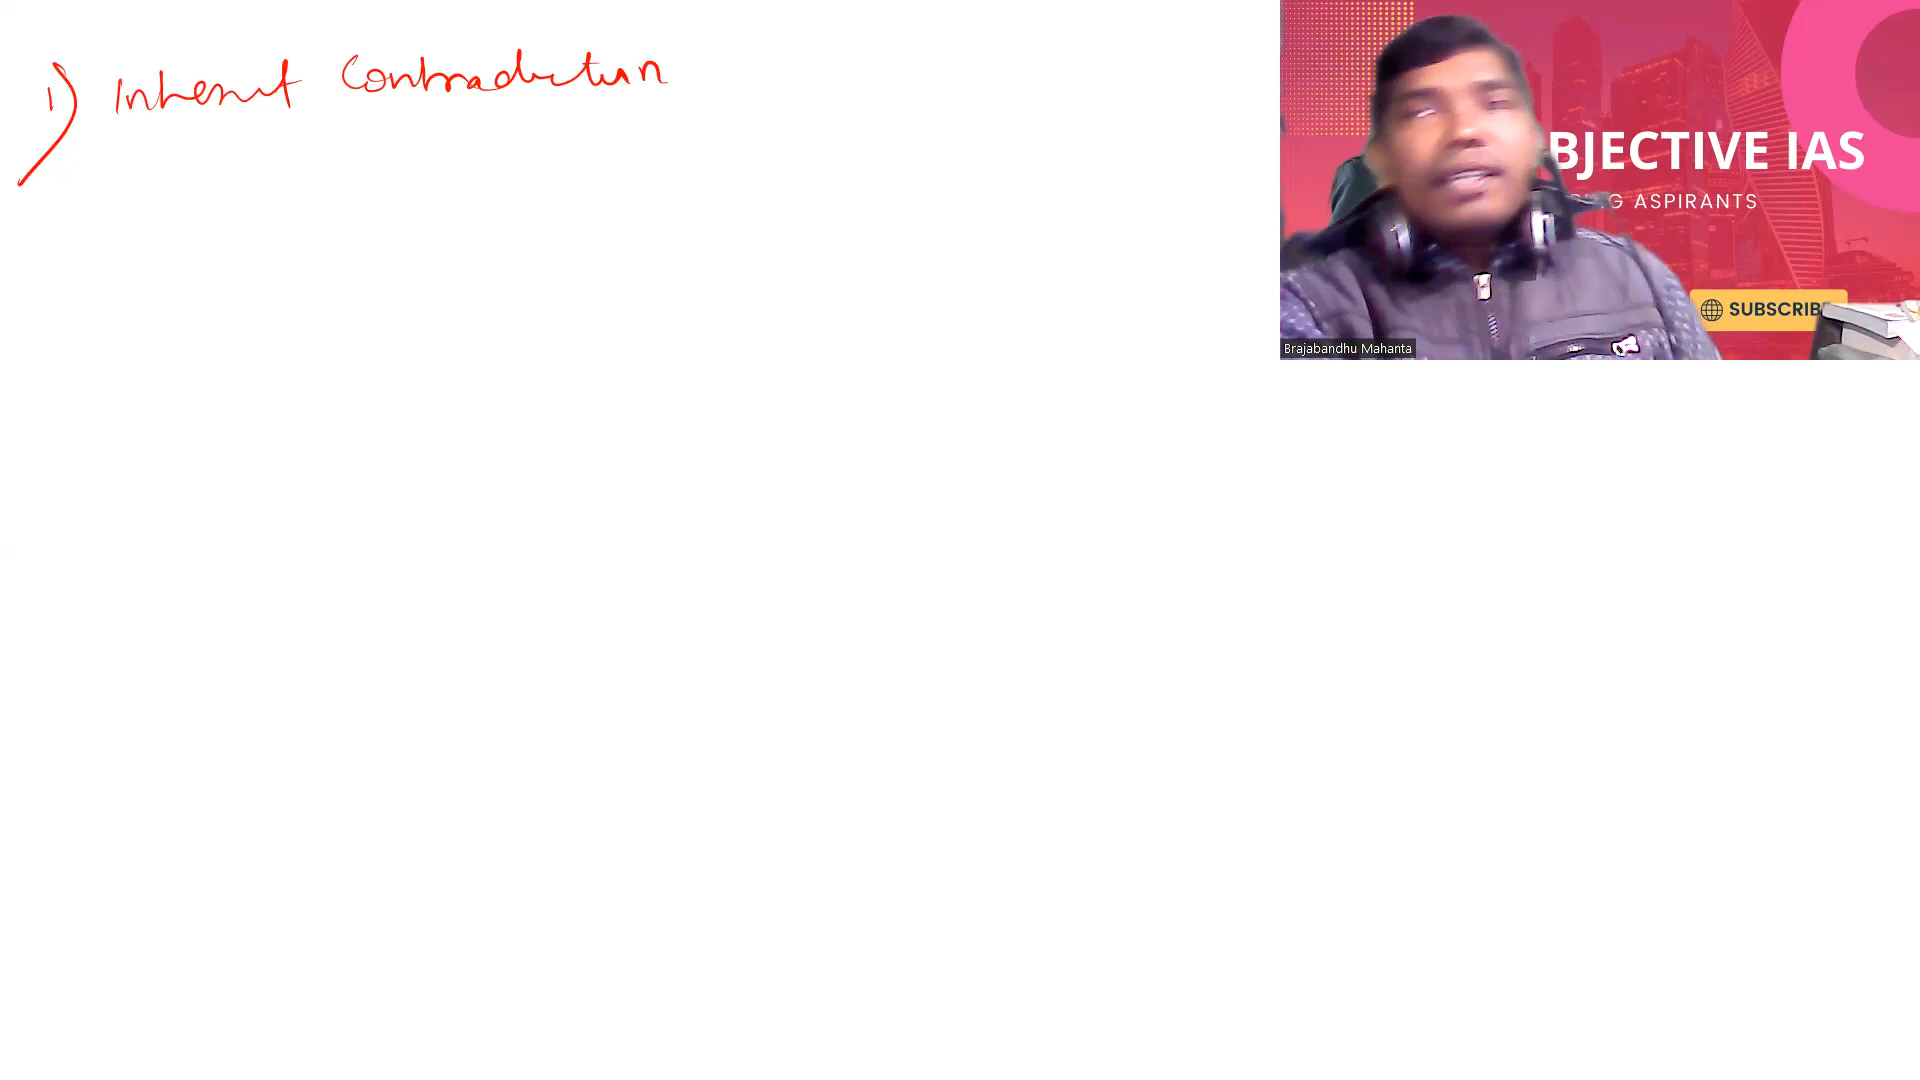 1) Inherent Contradiction
BJECTIVE IAS
G ASPIRANTS
SUBSCRIB
Brajabandhu Mahanta